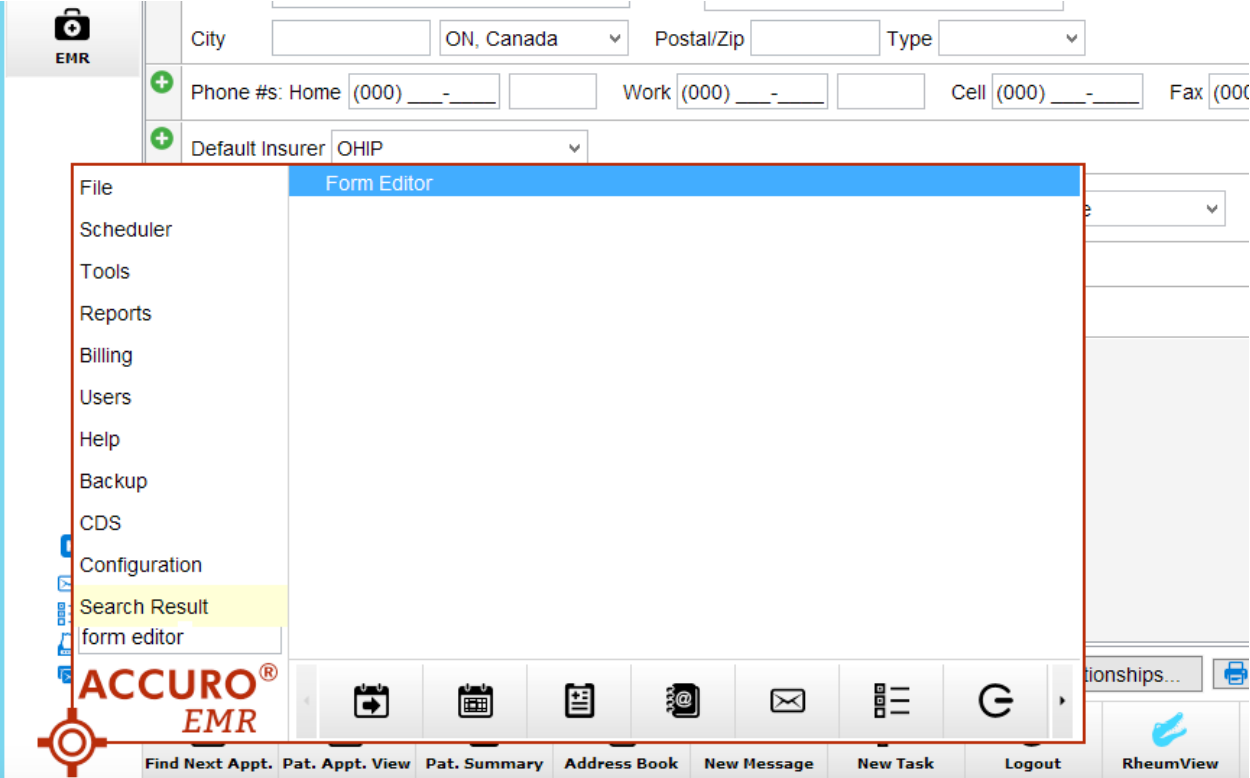 EMR
City ON, Canada Postal/Zip Type
Phone #s: Home (000) ___-____ Work (000) ___-____ Cell (000) ___-____ Fax (000
Default Insurer OHIP
File
Scheduler
Tools
Reports
Billing
Users
Help
Backup
CDS
Configuration
Search Result
form editor
ACCURO®
EMR
Form Editor
tionships...
Find Next Appt. Pat. Appt. View Pat. Summary Address Book New Message New Task Logout RheumView